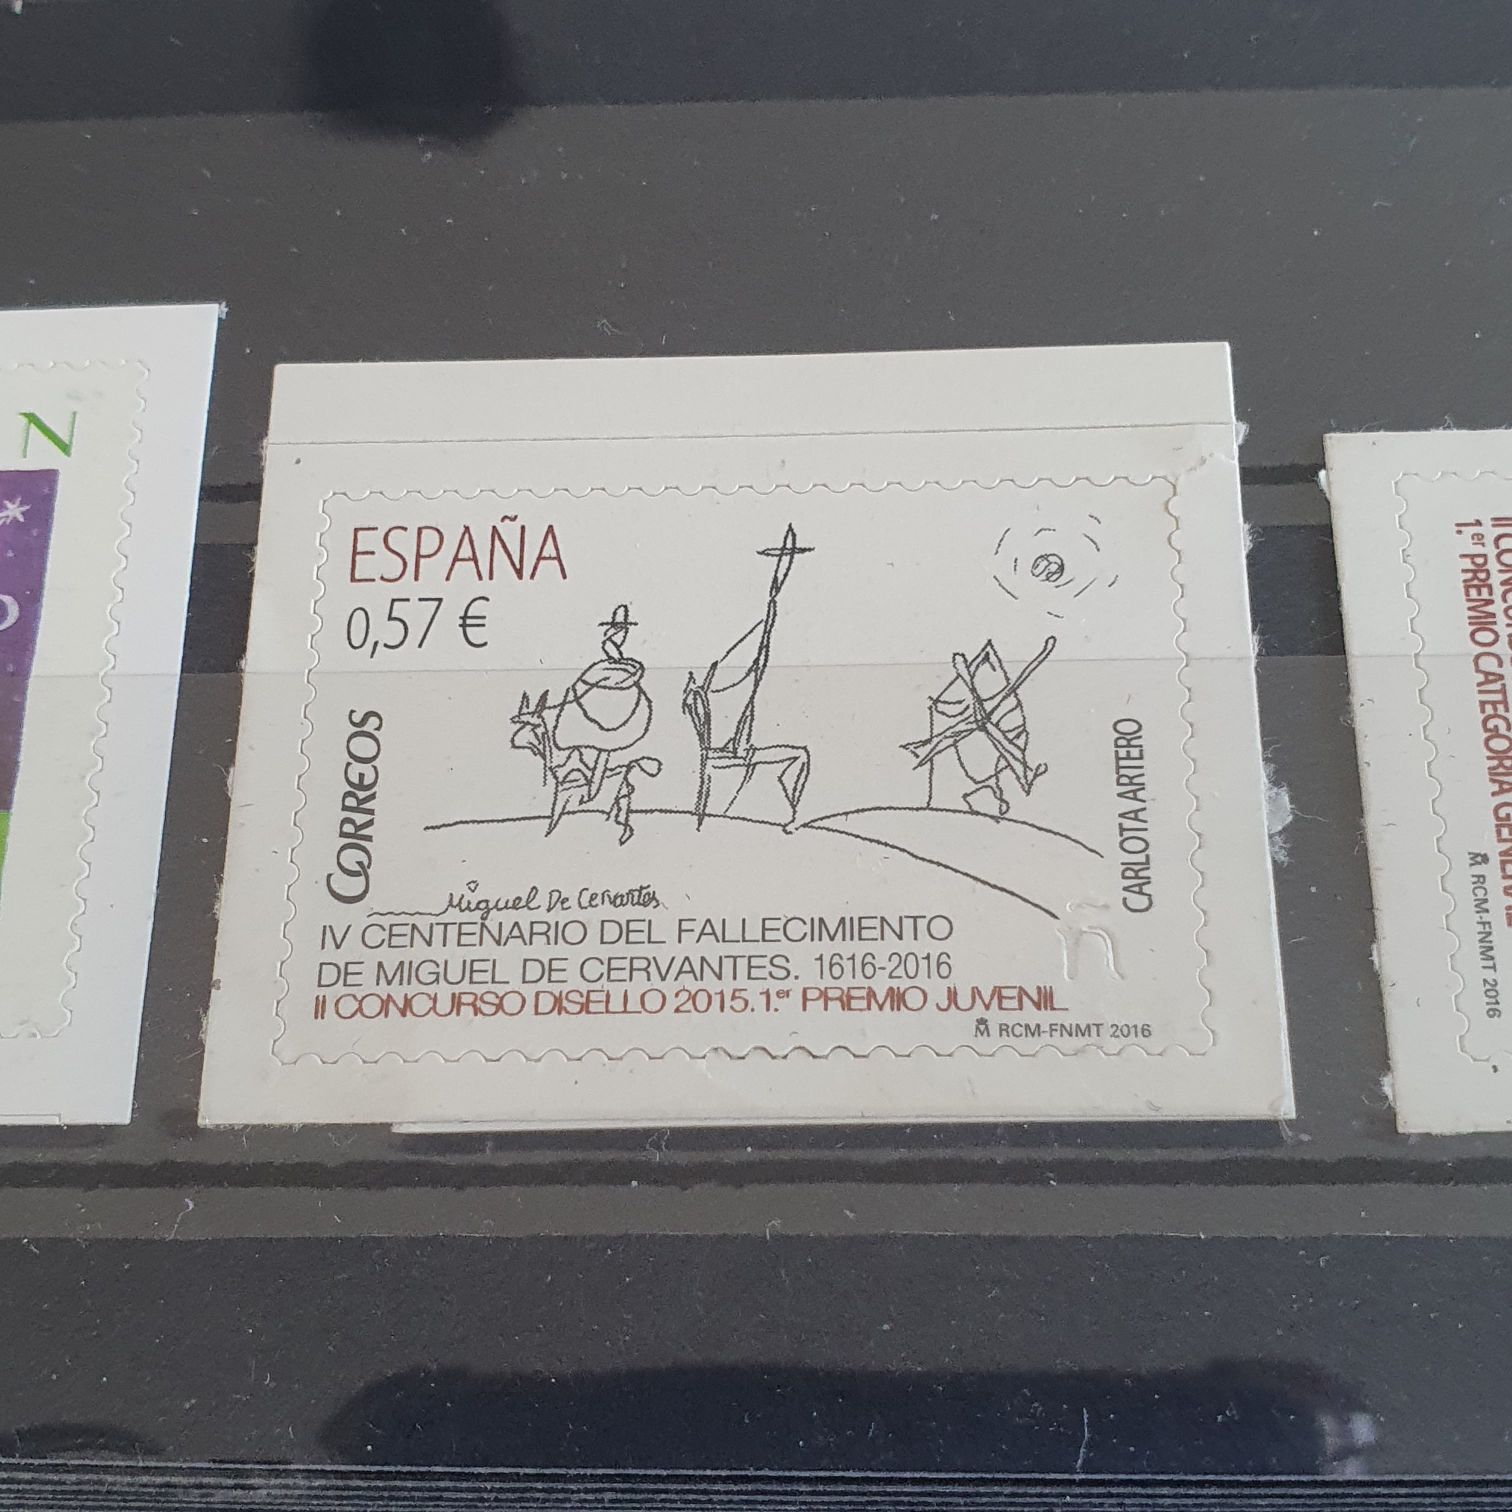 N
ESPAÑA
0,57 €
CORREOS
CARLOTA ARTERO
Miguel De Cervantes
IV CENTENARIO DEL FALLECIMIENTO
DE MIGUEL DE CERVANTES. 1616-2016
II CONCURSO DISELLO 2015.1.er PREMIO JUVENIL
RCM-FNMT 2016
1.er PREMIO CATEGORIA GENERAL
RCM-FNMT 2016